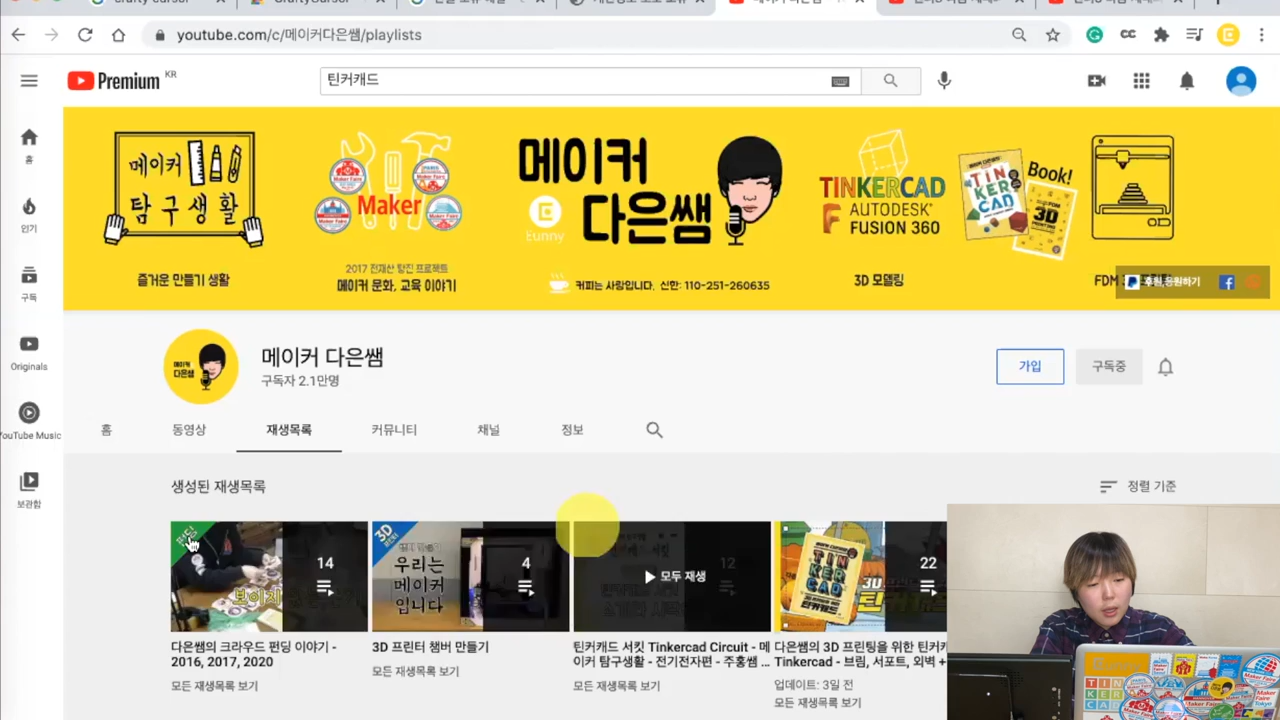 youtube.com/c/메이커다은쌤/playlists
Premium KR
틴커캐드
메이커
탐구생활
즐거운 만들기 생활
Maker
2017 전재산 탕진 프로젝트
메이커 문화, 교육 이야기
메이커
다은쌤
Eunny
커피는 사랑입니다. 신한: 110-251-260635
TINKERCAD
AUTODESK
FUSION 360
3D 모델링
Book!
TINKERCAD
3D
FDM
후원,응원하기
홈
인기
구독
Originals
YouTube Music
보관함
메이커 다은쌤
구독자 2.1만명
가입
구독중
홈
동영상
재생목록
커뮤니티
채널
정보
생성된 재생목록
정렬 기준
펀딩
14
4
우리는
메이커
입니다
모두 재생
12
22
TINKERCAD
다은쌤의 크라우드 펀딩 이야기 -
2016, 2017, 2020
모든 재생목록 보기
3D 프린터 챔버 만들기
모든 재생목록 보기
틴커캐드 서킷 Tinkercad Circuit - 메
이커 탐구생활 - 전기전자편 - 주홍쌤 ...
모든 재생목록 보기
다은쌤의 3D 프린팅을 위한 틴커
Tinkercad - 브림, 서포트, 외벽 +
업데이트: 3일 전
모든 재생목록 보기